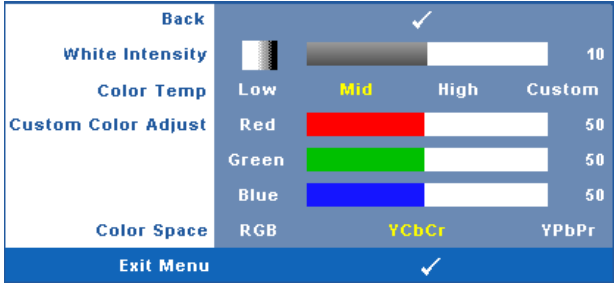 Back
White Intensity 10
Color Temp Low Mid High Custom
Custom Color Adjust Red 50
Green 50
Blue 50
Color Space RGB YCbCr YPbPr
Exit Menu